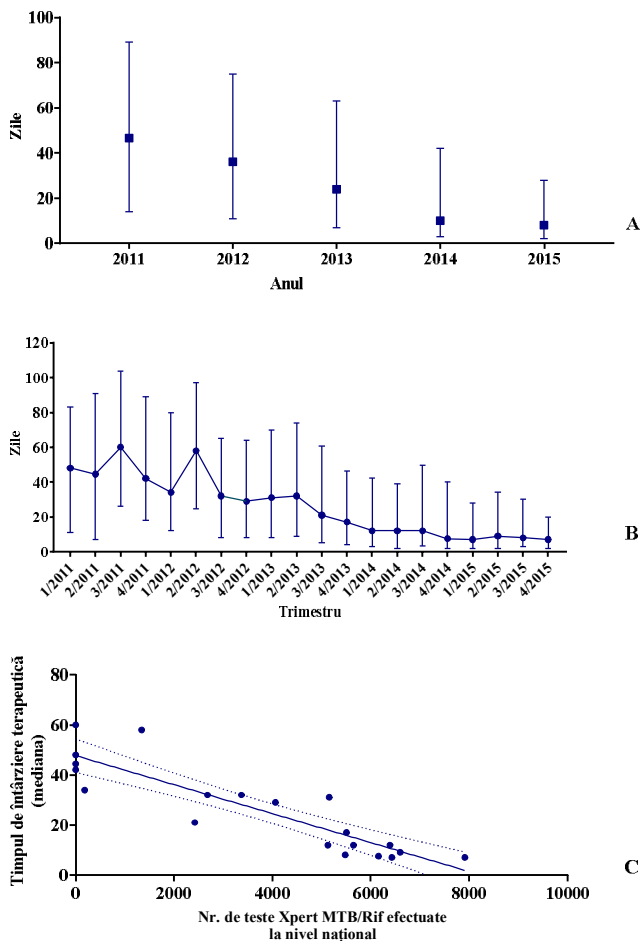 100
80
60
40
20
0
Zile
2011 2012 2013 2014 2015
Anul
A
120
100
80
60
40
20
0
Zile
1/2011 2/2011 3/2011 4/2011 1/2012 2/2012 3/2012 4/2012 1/2013 2/2013 3/2013 4/2013 1/2014 2/2014 3/2014 4/2014 1/2015 2/2015 3/2015 4/2015
Trimestru
B
Timpul de întârziere terapeutică
(mediana)
80
60
40
20
0
0 2000 4000 6000 8000 10000
Nr. de teste Xpert MTB/Rif efectuate
la nivel național
C